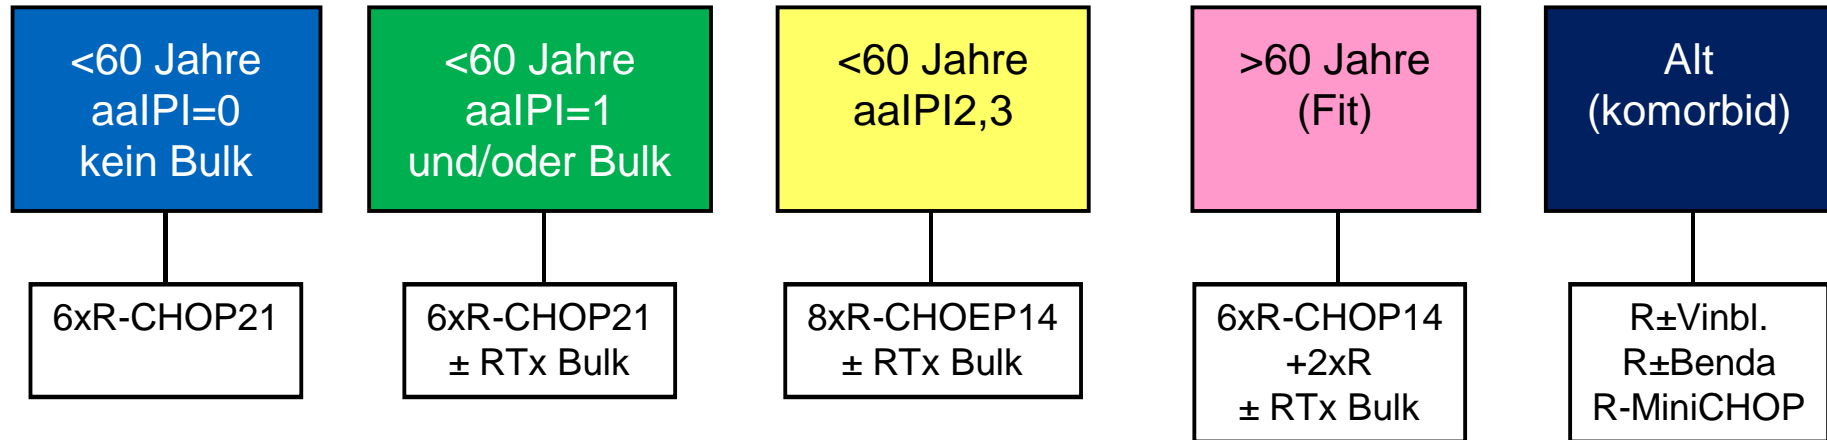 <60 Jahre
aaIPI=0
kein Bulk
<60 Jahre
aaIPI=1
und/oder Bulk
<60 Jahre
aaIPI2,3
>60 Jahre
(Fit)
Alt
(komorbid)
6xR-CHOP21
6xR-CHOP21
± RTx Bulk
8xR-CHOEP14
± RTx Bulk
6xR-CHOP14
+2xR
± RTx Bulk
R±Vinbl.
R±Benda
R-MiniCHOP